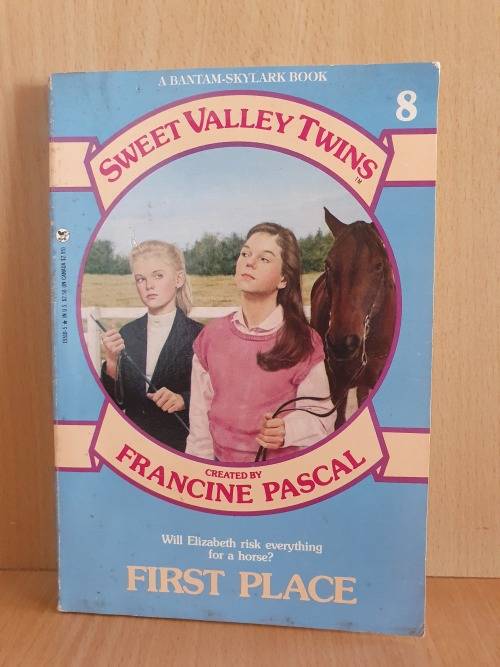 A BANTAM-SKYLARK BOOK
8
SWEET VALLEY TWINS
TM
CREATED BY
FRANCINE PASCAL
Will Elizabeth risk everything
for a horse?
FIRST PLACE